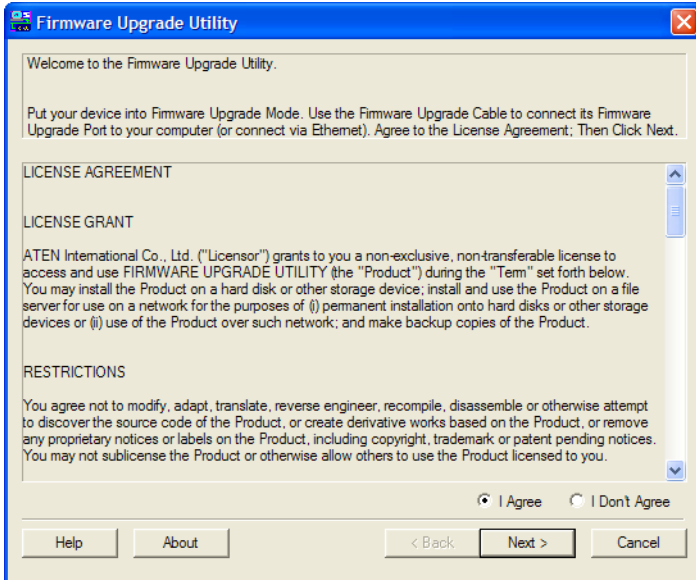 Firmware Upgrade Utility
Welcome to the Firmware Upgrade Utility.
Put your device into Firmware Upgrade Mode. Use the Firmware Upgrade Cable to connect its Firmware
Upgrade Port to your computer (or connect via Ethernet). Agree to the License Agreement; Then Click Next.
LICENSE AGREEMENT
LICENSE GRANT
ATEN International Co., Ltd. ("Licensor") grants to you a non-exclusive, non-transferable license to
access and use FIRMWARE UPGRADE UTILITY (the "Product") during the "Term" set forth below.
You may install the Product on a hard disk or other storage device; install and use the Product on a file
server for use on a network for the purposes of (i) permanent installation onto hard disks or other storage
devices or (ii) use of the Product over such network; and make backup copies of the Product.
RESTRICTIONS
You agree not to modify, adapt, translate, reverse engineer, recompile, disassemble or otherwise attempt
to discover the source code of the Product, or create derivative works based on the Product, or remove
any proprietary notices or labels on the Product, including copyright, trademark or patent pending notices.
You may not sublicense the Product or otherwise allow others to use the Product licensed to you.
I Agree I Don't Agree
Help About < Back Next > Cancel